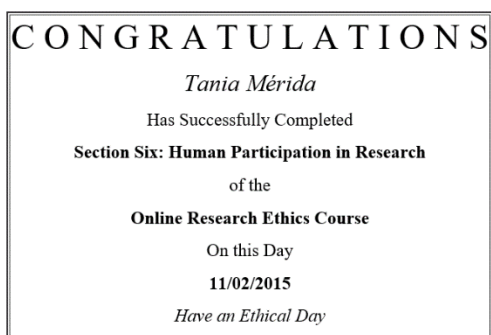 CONGRATULATIONS
Tania Mérida
Has Successfully Completed
Section Six: Human Participation in Research
of the
Online Research Ethics Course
On this Day
11/02/2015
Have an Ethical Day